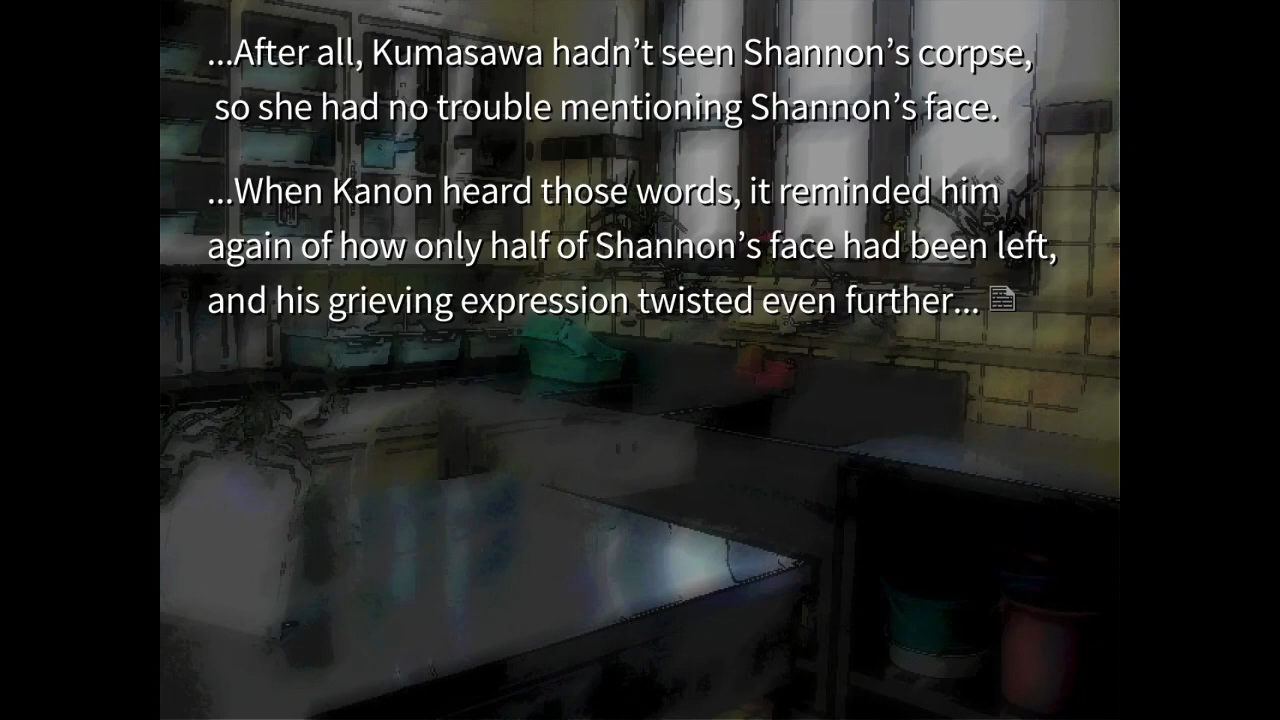 ...After all, Kumasawa hadn’t seen Shannon’s corpse,
so she had no trouble mentioning Shannon’s face.
...When Kanon heard those words, it reminded him
again of how only half of Shannon’s face had been left,
and his grieving expression twisted even further...